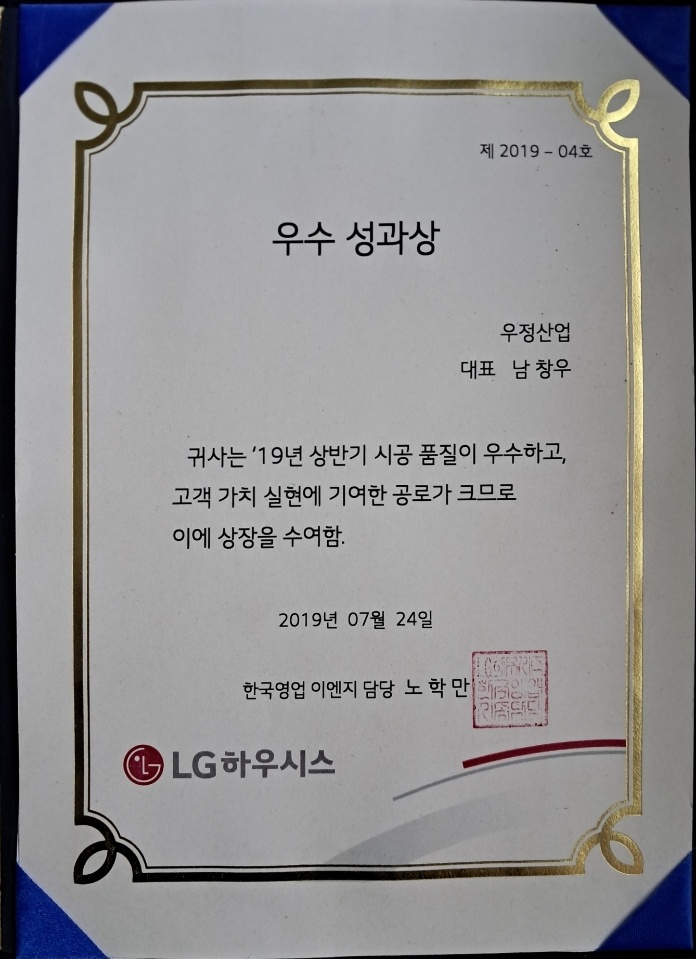 제 2019 – 04호
우수 성과상
우정산업
대표 남 창우
귀사는 '19년 상반기 시공 품질이 우수하고,
고객 가치 실현에 기여한 공로가 크므로
이에 상장을 수여함.
2019년 07월 24일
한국영업 이엔지 담당 노 학 만
LG하우시스